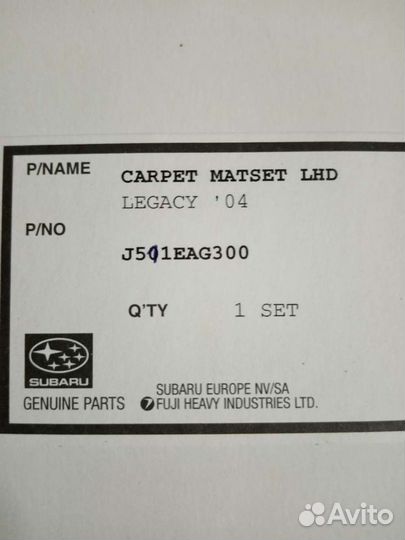 P/NAME CARPET MATSET LHD
LEGACY '04
P/NO J501EAG300
Q'TY 1 SET
SUBARU
GENUINE PARTS
SUBARU EUROPE NV/SA
FUJI HEAVY INDUSTRIES LTD.
Avito